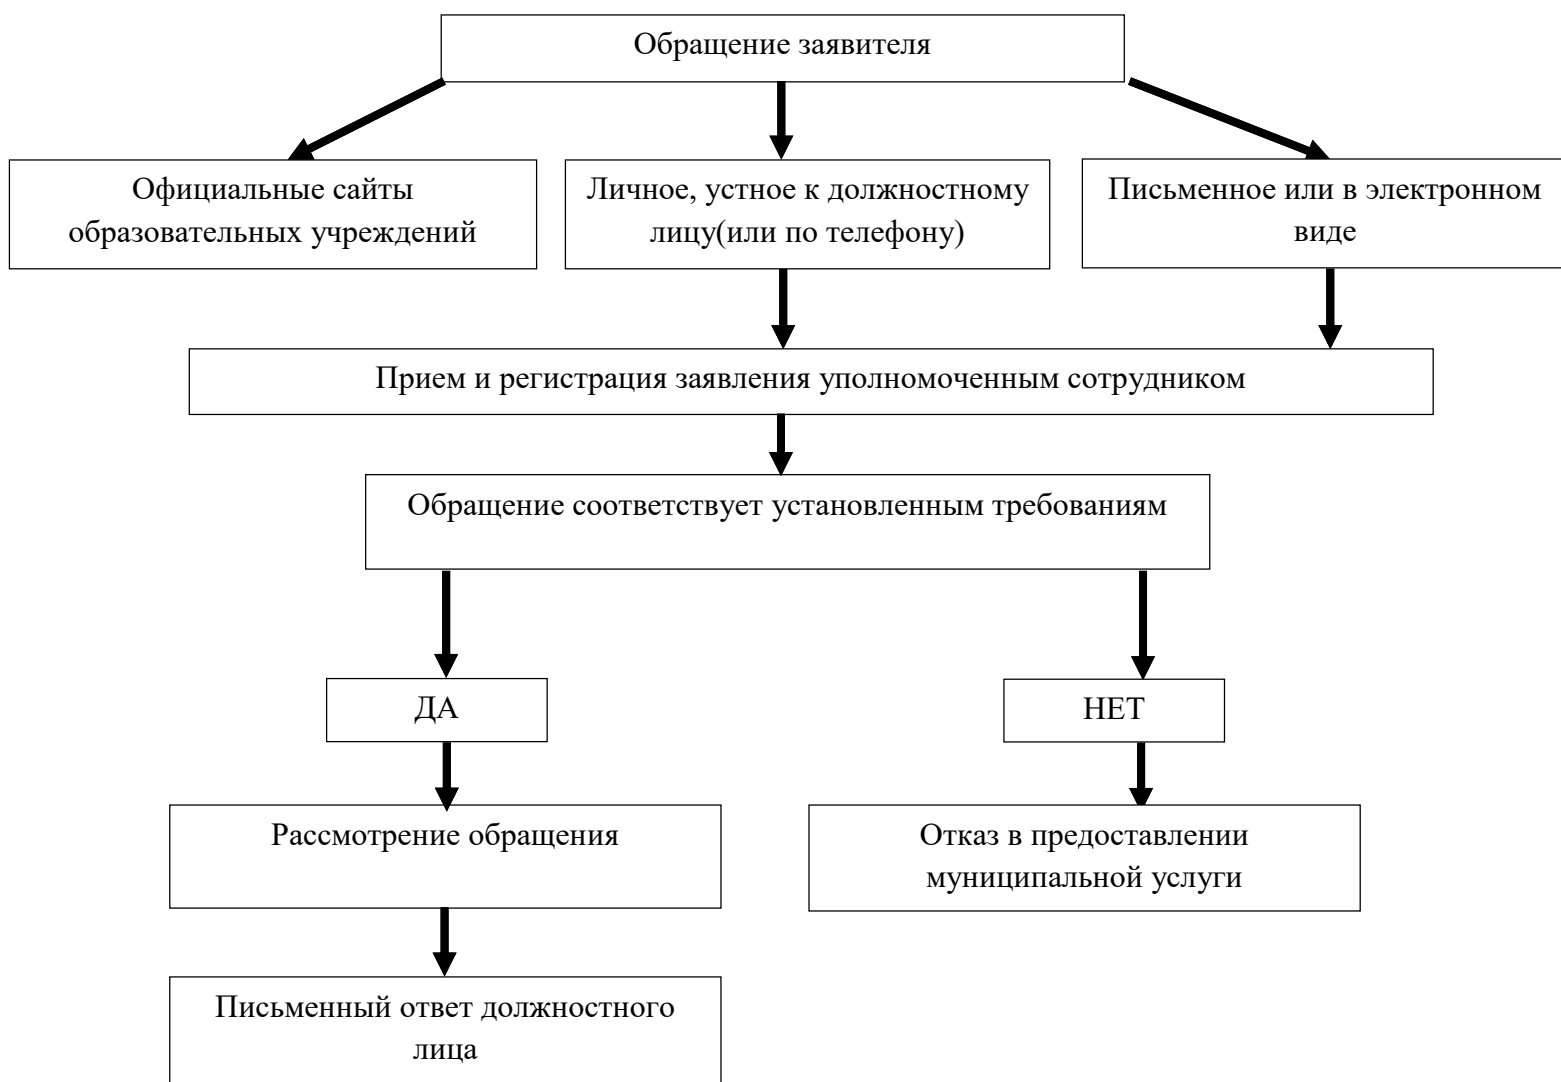 Обращение заявителя
Официальные сайты
образовательных учреждений
Личное, устное к должностному
лицу(или по телефону)
Письменное или в электронном
виде
Прием и регистрация заявления уполномоченным сотрудником
Обращение соответствует установленным требованиям
ДА
НЕТ
Рассмотрение обращения
Отказ в предоставлении
муниципальной услуги
Письменный ответ должностного
лица